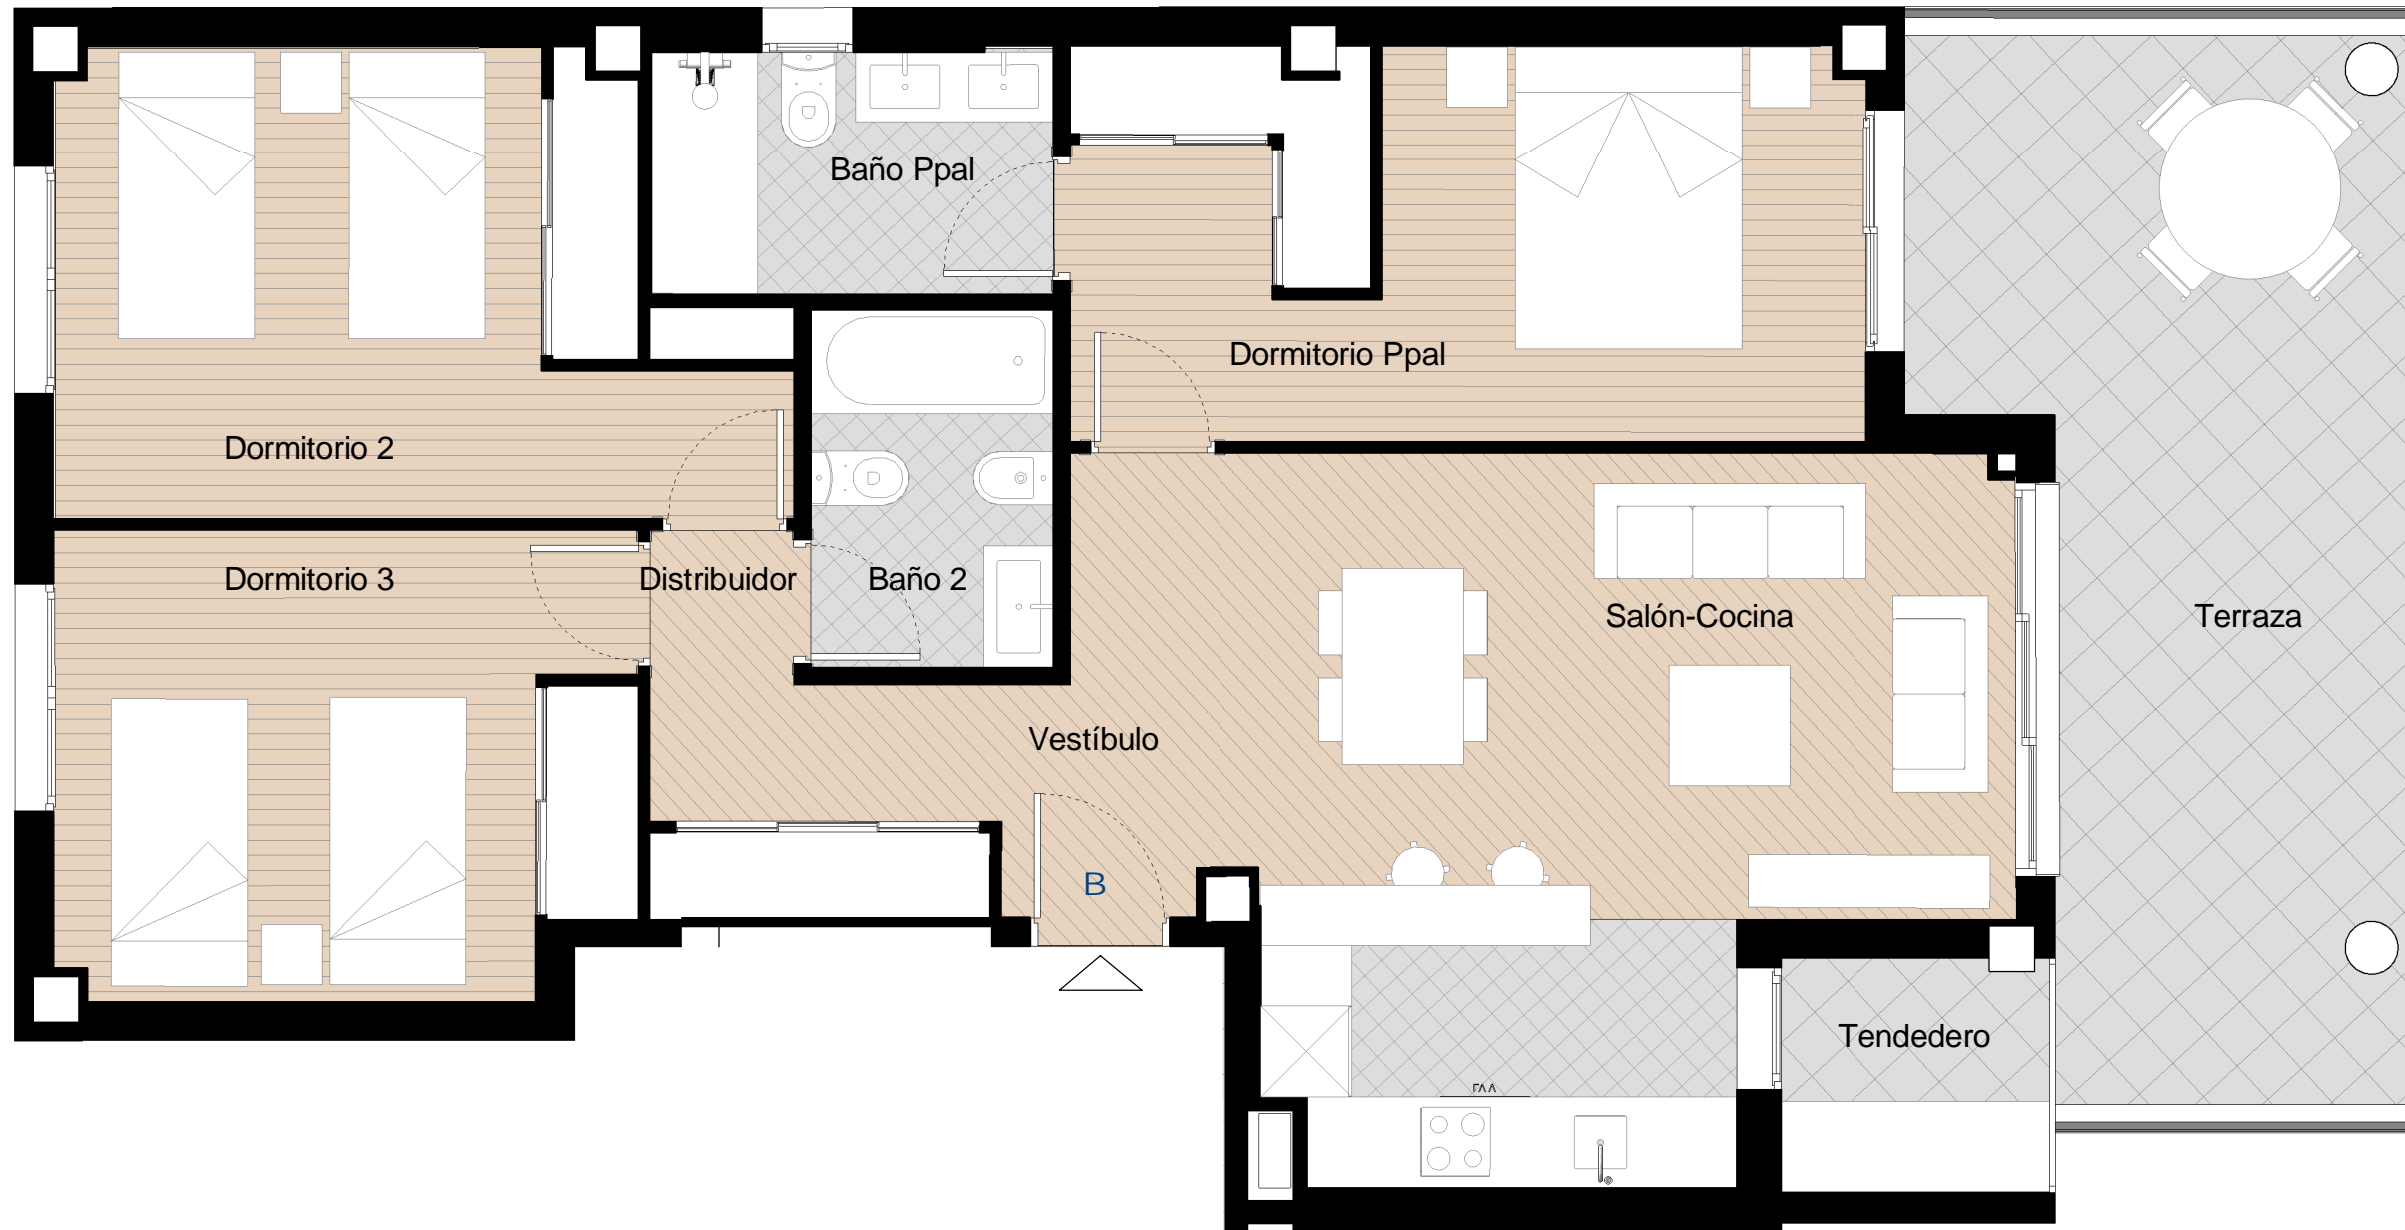 Baño Ppal
Dormitorio Ppal
Dormitorio 2
Dormitorio 3
Distribuidor
Baño 2
Salón-Cocina
Terraza
Vestíbulo
B
Tendedero